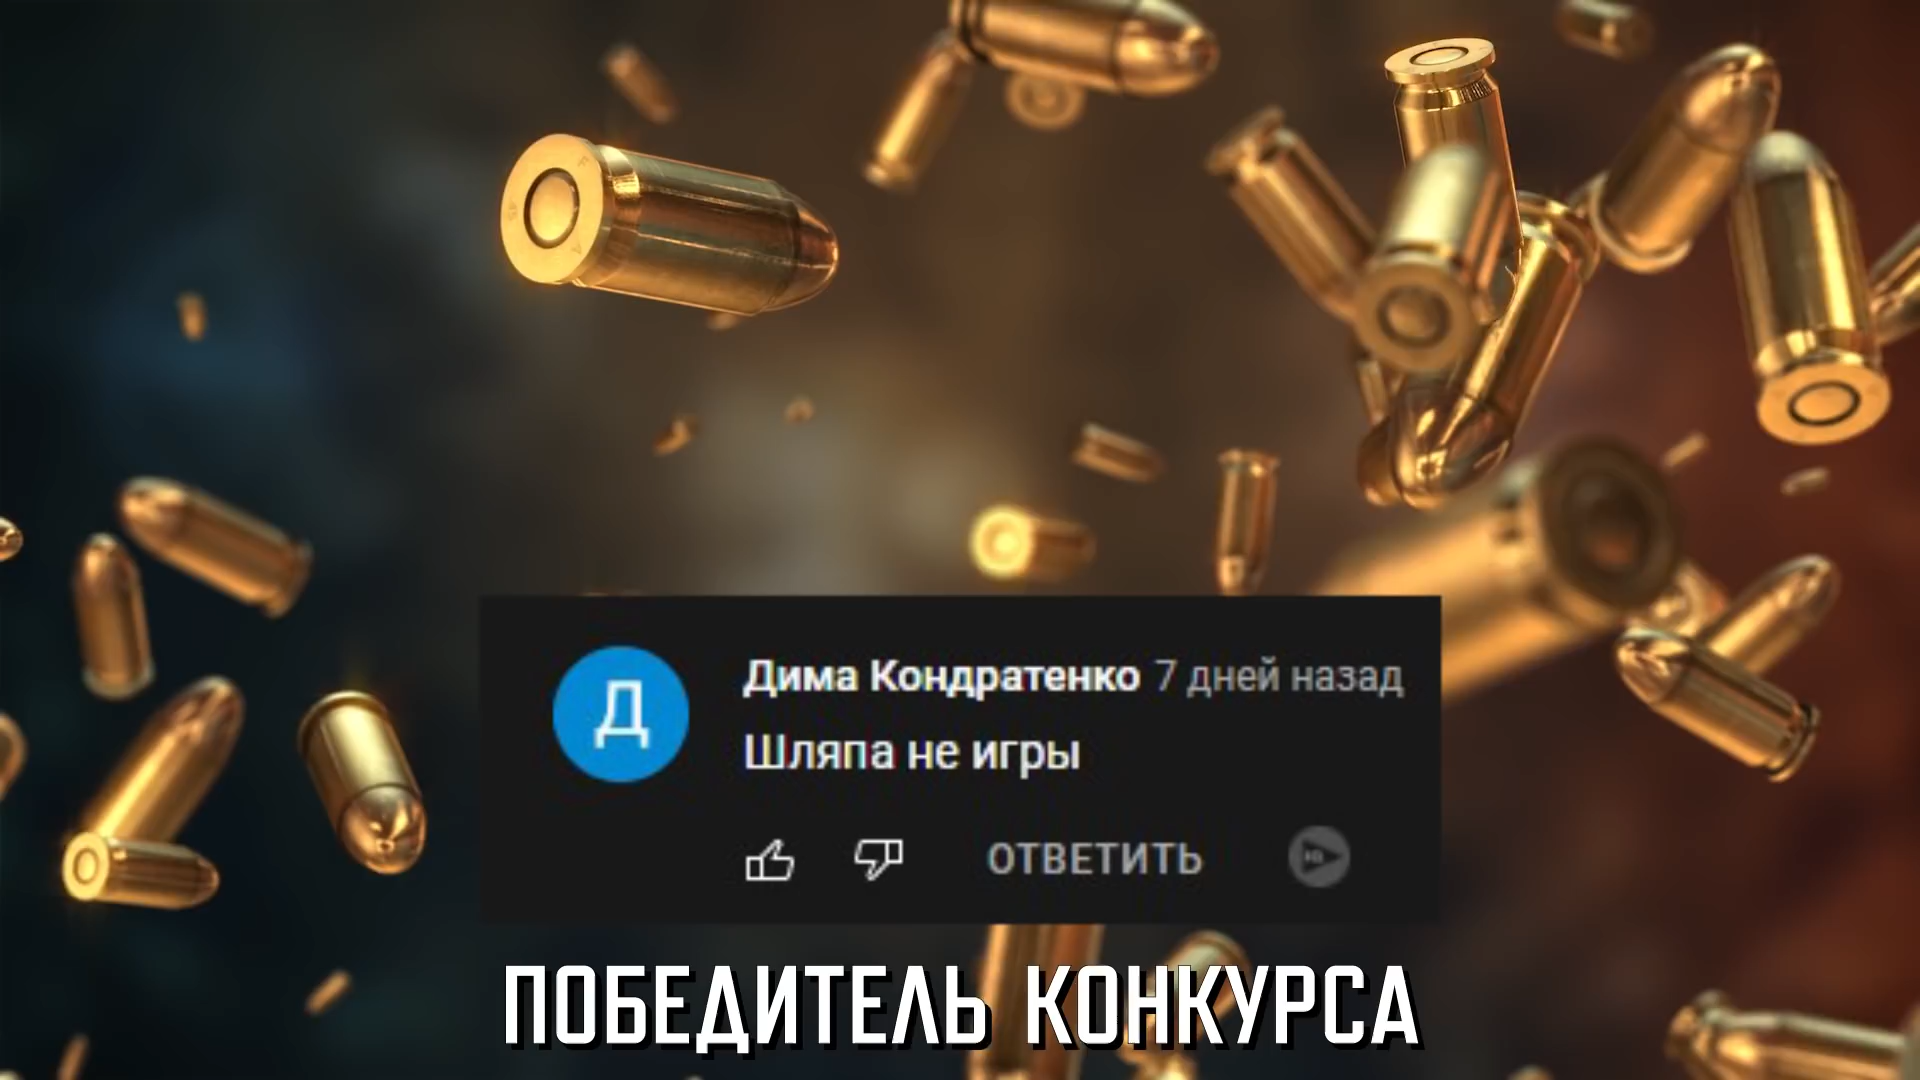 Д
Дима Кондратенко 7 дней назад
Шляпа не игры
ОТВЕТИТЬ
ПОБЕДИТЕЛЬ КОНКУРСА